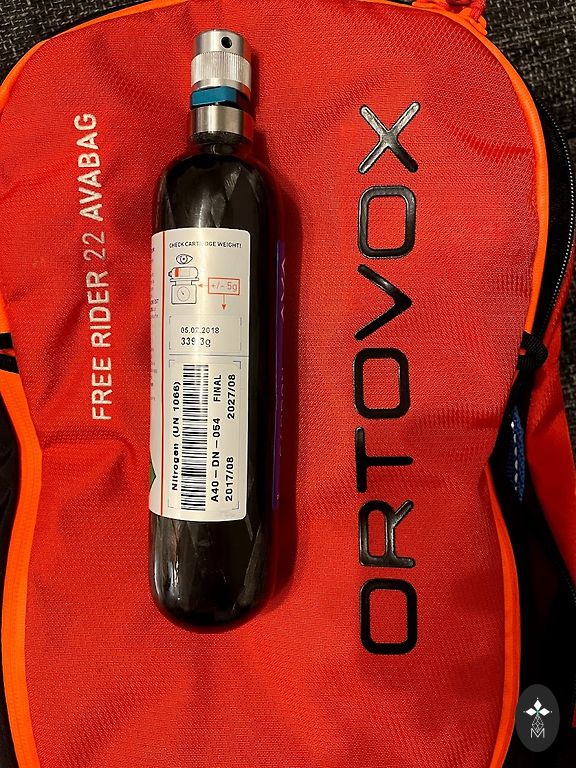 FREE RIDER 22 AVABAG
CHECK CARTRIDGE WEIGHT!
+/- 5g
05.02.2018
339.3g
Nitrogen (UN 1066)
A40-DN-054 FINAL
2017/08 2027/08
ORTOVOX